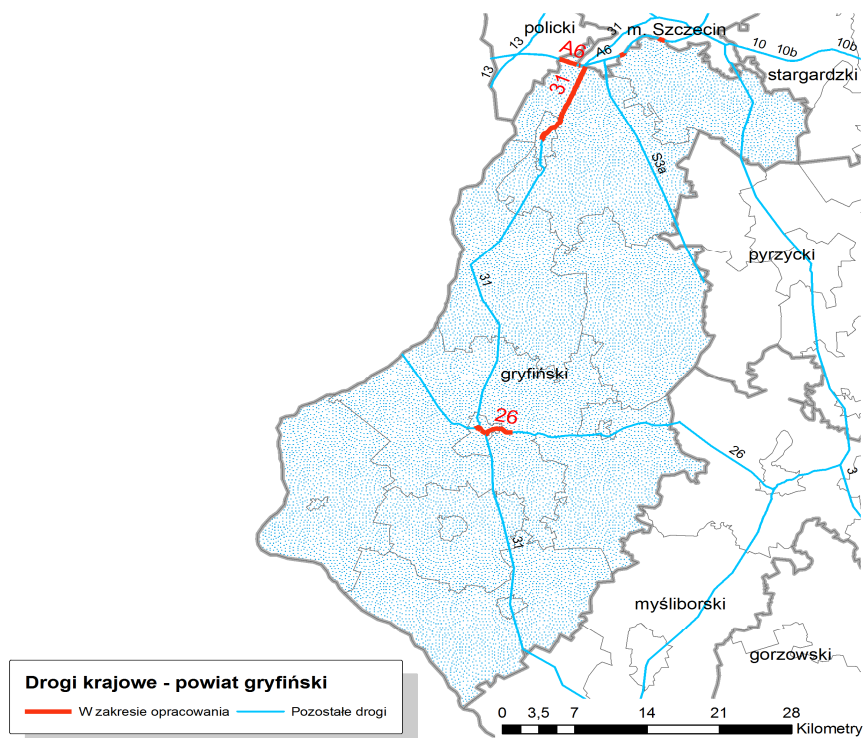 policki
31
m. Szczecin
13
13
A6
A6
10
10b
10b
stargardzki
31
S3a
pyrzycki
31
gryfiński
26
26
3
31
myśliborski
gorzowski
Drogi krajowe - powiat gryfiński
W zakresie opracowania Pozostałe drogi
0 3,5 7 14 21 28
Kilometry